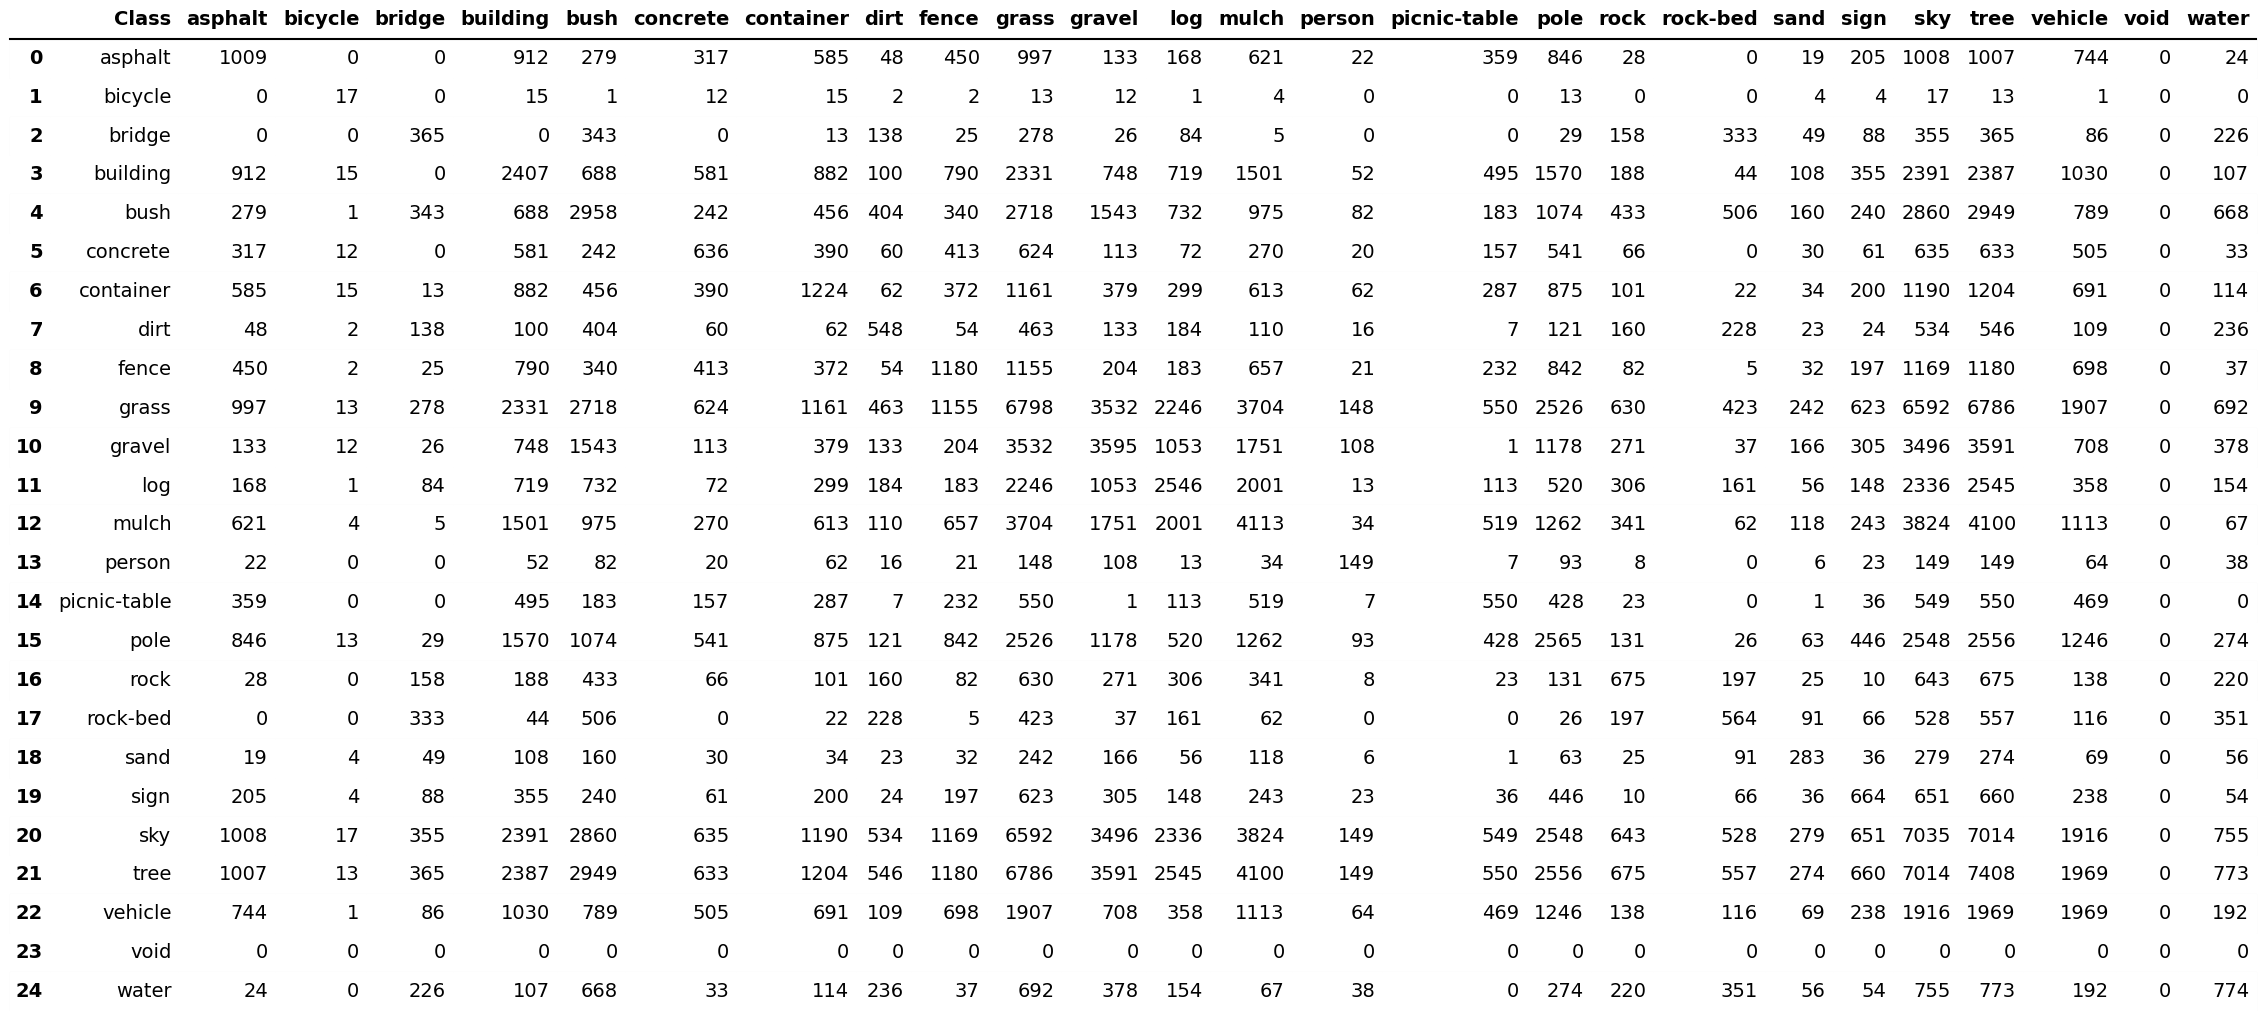 Class asphalt bicycle bridge building bush concrete container dirt fence grass gravel log mulch person picnic-table pole rock rock-bed sand sign sky tree vehicle void water
0 asphalt 1009 0 0 912 279 317 585 48 450 997 133 168 621 22 359 846 28 0 19 205 1008 1007 744 0 24
1 bicycle 0 17 0 15 1 12 15 2 2 13 12 1 4 0 0 13 0 0 4 4 17 13 1 0 0
2 bridge 0 0 365 0 343 0 13 138 25 278 26 84 5 0 0 29 158 333 49 88 355 365 86 0 226
3 building 912 15 0 2407 688 581 882 100 790 2331 748 719 1501 52 495 1570 188 44 108 355 2391 2387 1030 0 107
4 bush 279 1 343 688 2958 242 456 404 340 2718 1543 732 975 82 183 1074 433 506 160 240 2860 2949 789 0 668
5 concrete 317 12 0 581 242 636 390 60 413 624 113 72 270 20 157 541 66 0 30 61 635 633 505 0 33
6 container 585 15 13 882 456 390 1224 62 372 1161 379 299 613 62 287 875 101 22 34 200 1190 1204 691 0 114
7 dirt 48 2 138 100 404 60 62 548 54 463 133 184 110 16 7 121 160 228 23 24 534 546 109 0 236
8 fence 450 2 25 790 340 413 372 54 1180 1155 204 183 657 21 232 842 82 5 32 197 1169 1180 698 0 37
9 grass 997 13 278 2331 2718 624 1161 463 1155 6798 3532 2246 3704 148 550 2526 630 423 242 623 6592 6786 1907 0 692
10 gravel 133 12 26 748 1543 113 379 133 204 3532 3595 1053 1751 108 1 1178 271 37 166 305 3496 3591 708 0 378
11 log 168 1 84 719 732 72 299 184 183 2246 1053 2546 2001 13 113 520 306 161 56 148 2336 2545 358 0 154
12 mulch 621 4 5 1501 975 270 613 110 657 3704 1751 2001 4113 34 519 1262 341 62 118 243 3824 4100 1113 0 67
13 person 22 0 0 52 82 20 62 16 21 148 108 13 34 149 7 93 8 0 6 23 149 149 64 0 38
14 picnic-table 359 0 0 495 183 157 287 7 232 550 1 113 519 7 550 428 23 0 1 36 549 550 469 0 0
15 pole 846 13 29 1570 1074 541 875 121 842 2526 1178 520 1262 93 428 2565 131 26 63 446 2548 2556 1246 0 274
16 rock 28 0 158 188 433 66 101 160 82 630 271 306 341 8 23 131 675 197 25 10 643 675 138 0 220
17 rock-bed 0 0 333 44 506 0 22 228 5 423 37 161 62 0 0 26 197 564 91 66 528 557 116 0 351
18 sand 19 4 49 108 160 30 34 23 32 242 166 56 118 6 1 63 25 91 283 36 279 274 69 0 56
19 sign 205 4 88 355 240 61 200 24 197 623 305 148 243 23 36 446 10 66 36 664 651 660 238 0 54
20 sky 1008 17 355 2391 2860 635 1190 534 1169 6592 3496 2336 3824 149 549 2548 643 528 279 651 7035 7014 1916 0 755
21 tree 1007 13 365 2387 2949 633 1204 546 1180 6786 3591 2545 4100 149 550 2556 675 557 274 660 7014 7408 1969 0 773
22 vehicle 744 1 86 1030 789 505 691 109 698 1907 708 358 1113 64 469 1246 138 116 69 238 1916 1969 1969 0 192
23 void 0 0 0 0 0 0 0 0 0 0 0 0 0 0 0 0 0 0 0 0 0 0 0 0 0
24 water 24 0 226 107 668 33 114 236 37 692 378 154 67 38 0 274 220 351 56 54 755 773 192 0 774